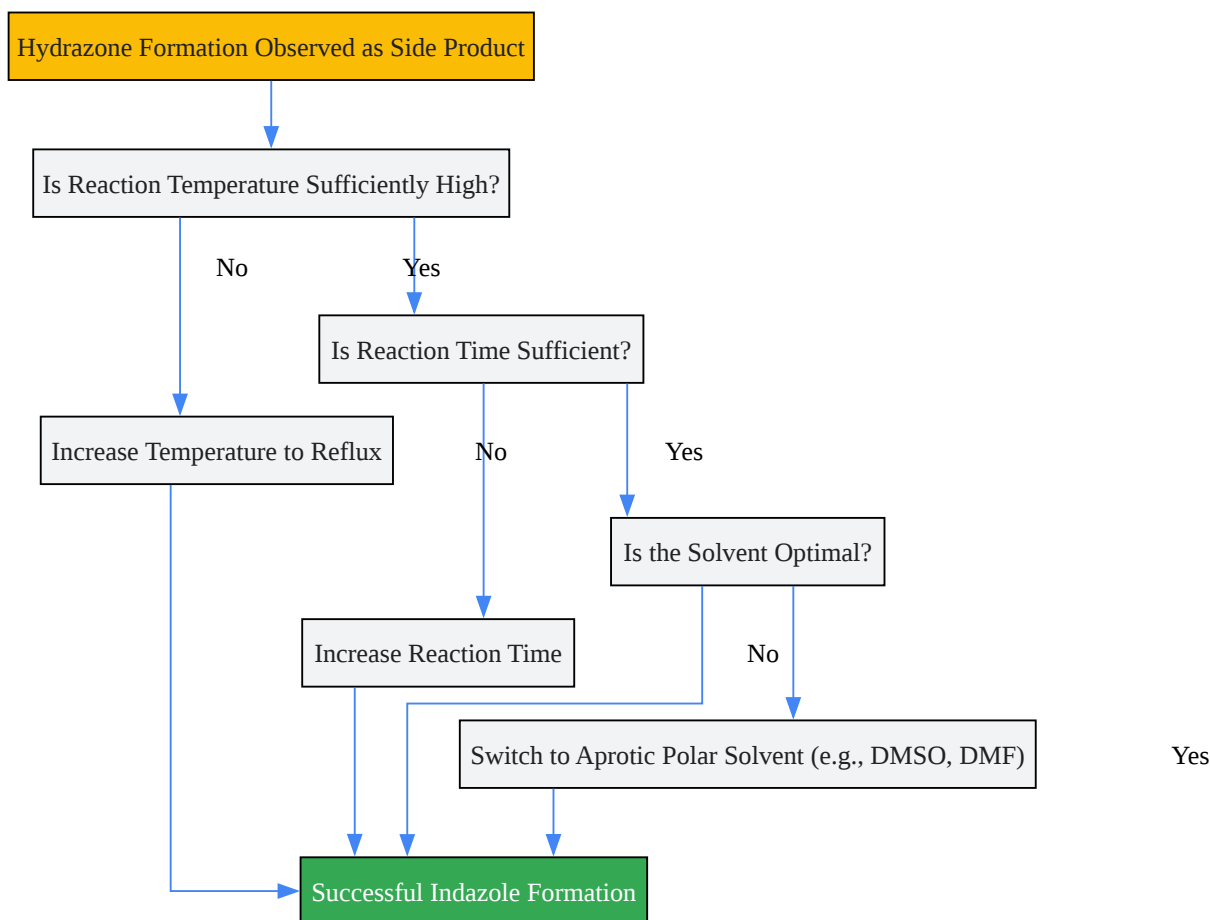 Hydrazone Formation Observed as Side Product
Is Reaction Temperature Sufficiently High?
No
Yes
Is Reaction Time Sufficient?
Increase Temperature to Reflux
No
Yes
Is the Solvent Optimal?
Increase Reaction Time
No
Switch to Aprotic Polar Solvent (e.g., DMSO, DMF)
Yes
Successful Indazole Formation